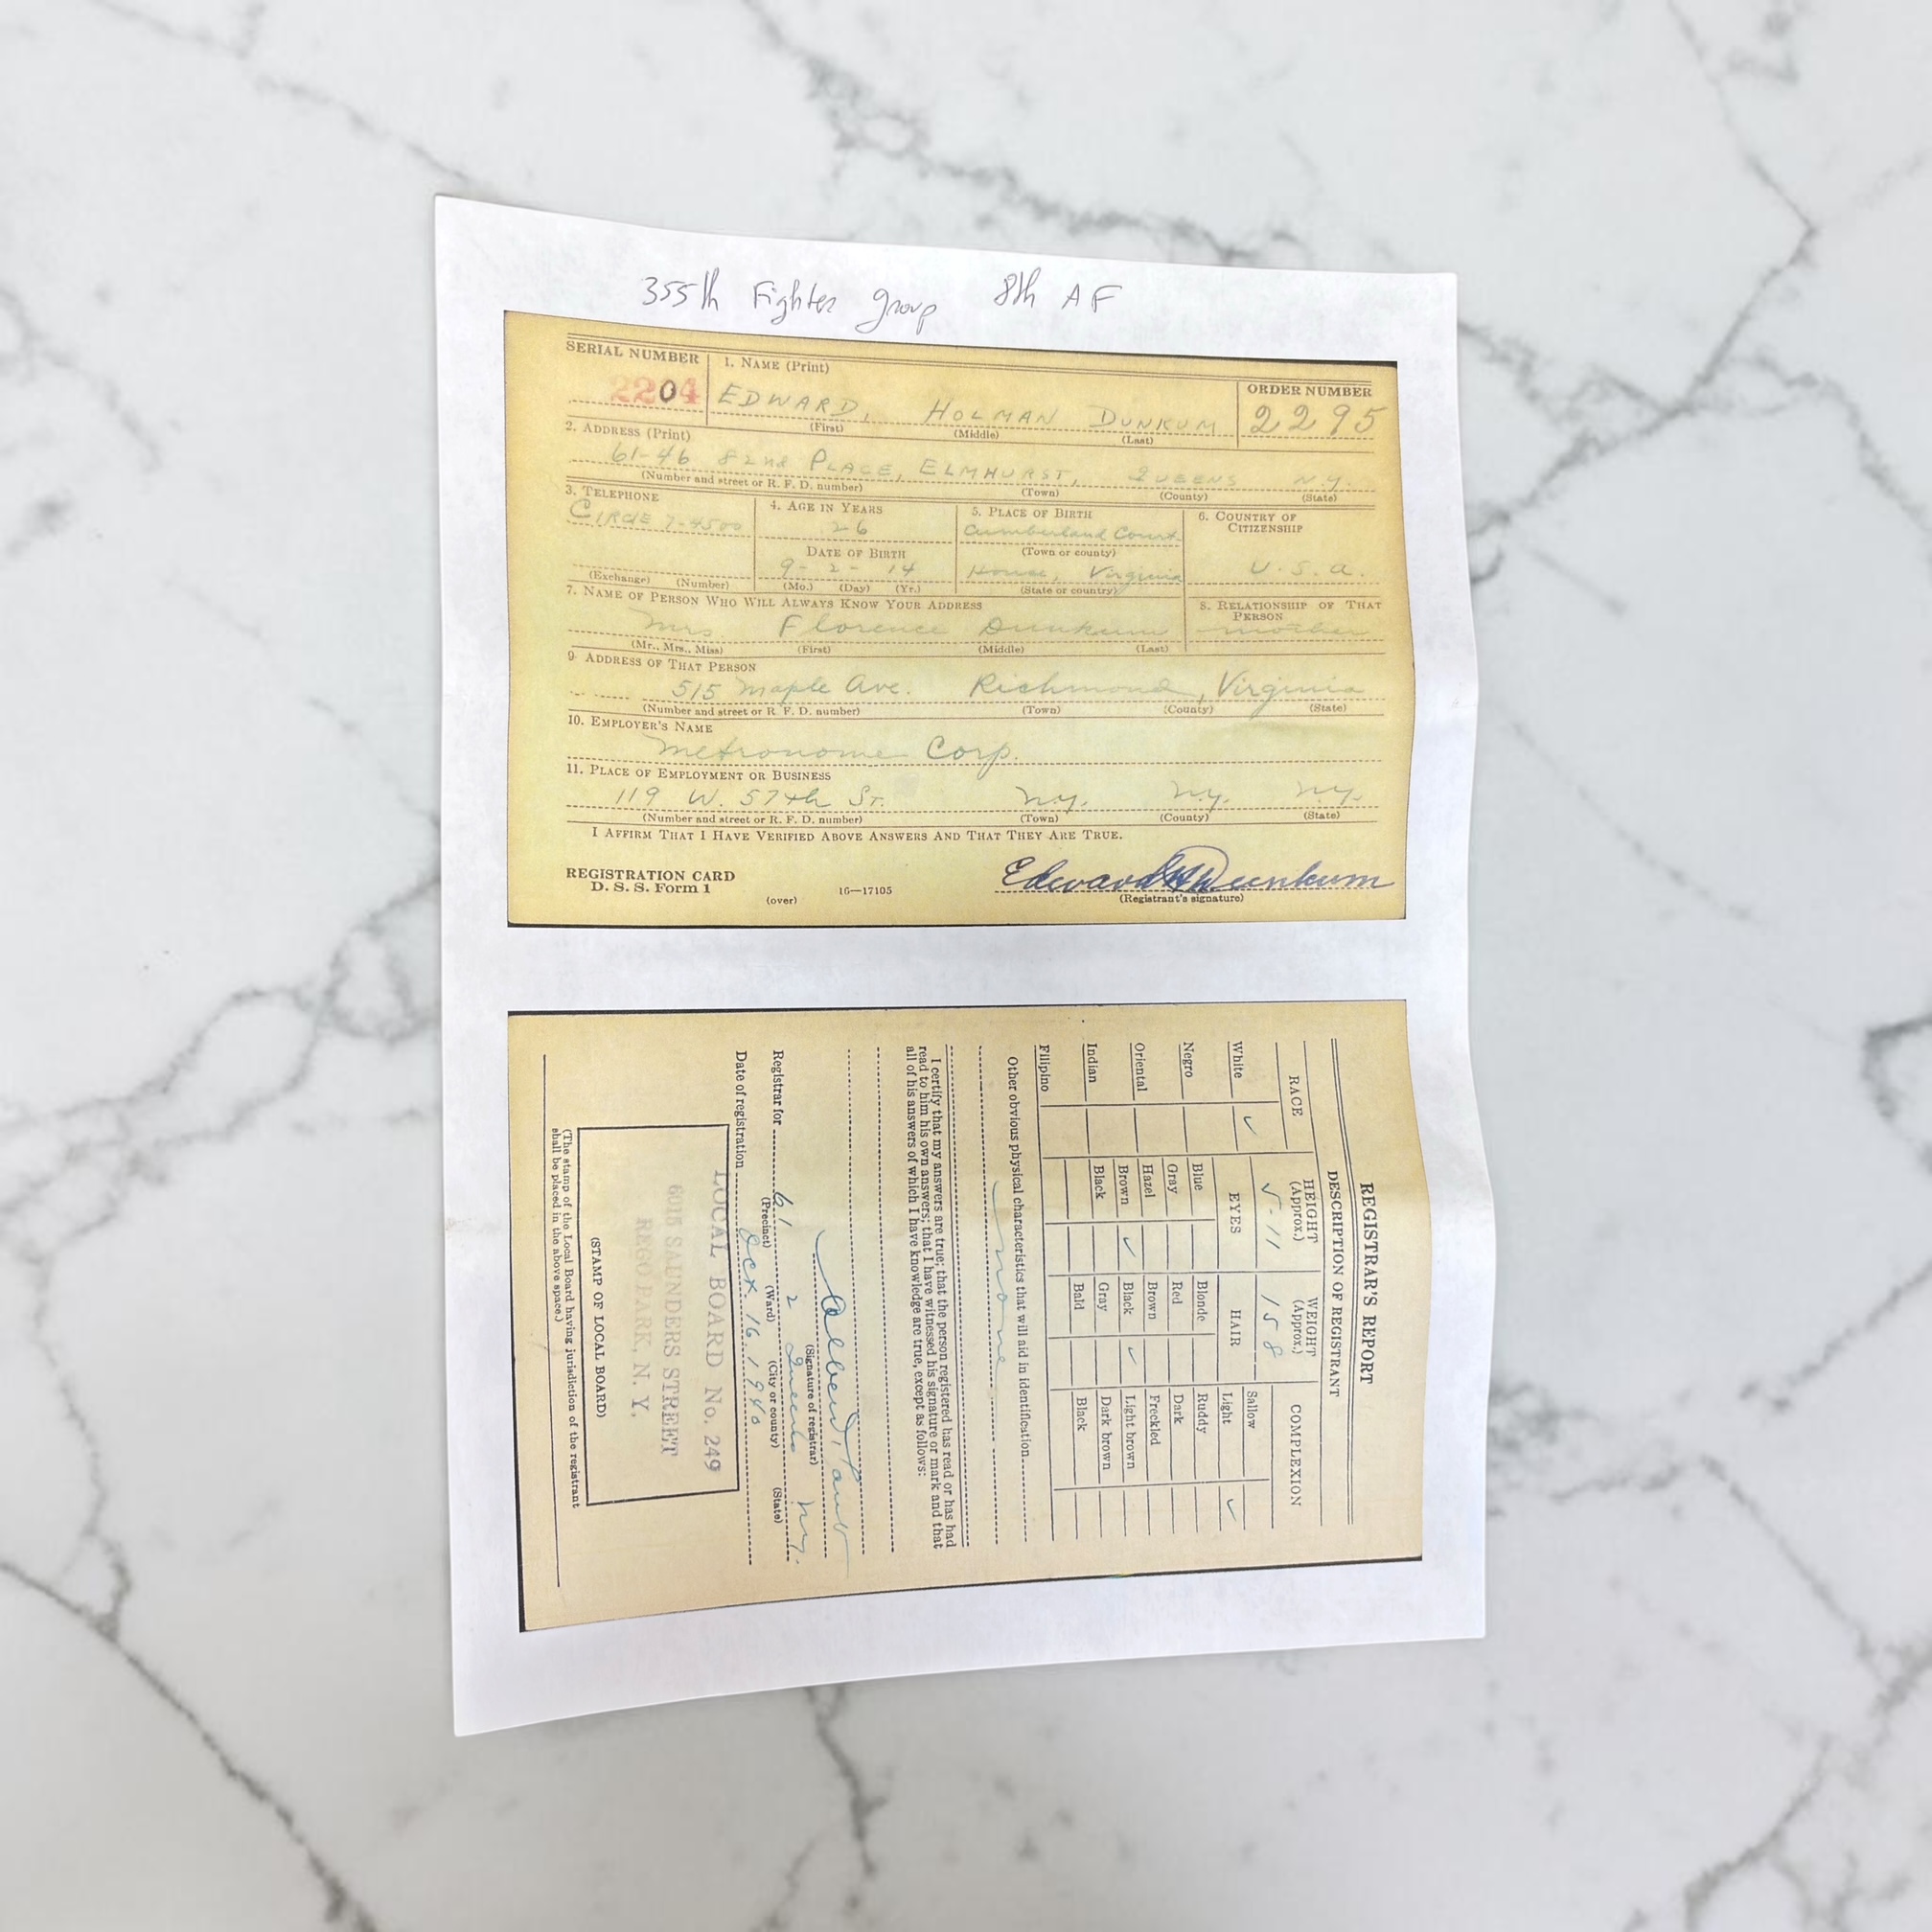 355th Fighter group 8th AF
SERIAL NUMBER
1. NAME (Print)
ORDER NUMBER
2204
EDWARD, HOLMAN DUNKUM
2295
(First) (Middle) (Last)
2. ADDRESS (Print)
61-46 82nd PLACE, ELMHURST, QUEENS N.Y.
(Number and street or R. F. D. number) (Town) (County) (State)
3. TELEPHONE
4. AGE IN YEARS
5. PLACE OF BIRTH
6. COUNTRY OF
CITIZENSHIP
CIRCLE 7-4500
26
Cumberland Court
DATE OF BIRTH
(Town or county)
9-2-14
House, Virginia
U.S.a.
(Exchange) (Number)
(Mo.) (Day) (Yr.)
(State or country)
7. NAME OF PERSON WHO WILL ALWAYS KNOW YOUR ADDRESS
8. RELATIONSHIP OF THAT
PERSON
Mrs Florence Dunkum
mother
(Mr., Mrs., Miss) (First) (Middle) (Last)
9. ADDRESS OF THAT PERSON
515 Maple Ave. Richmond, Virginia
(Number and street or R. F. D. number) (Town) (County) (State)
10. EMPLOYER'S NAME
Metronome Corp.
11. PLACE OF EMPLOYMENT OR BUSINESS
119 W. 57th St. N.Y. N.Y. N.Y.
(Number and street or R. F. D. number) (Town) (County) (State)
I AFFIRM THAT I HAVE VERIFIED ABOVE ANSWERS AND THAT THEY ARE TRUE.
REGISTRATION CARD
D. S. S. Form 1
(over)
16—17105
Edward H Dunkum
(Registrant's signature)
REGISTRAR'S REPORT
DESCRIPTION OF REGISTRANT
RACE
HEIGHT
(Approx.)
WEIGHT
(Approx.)
COMPLEXION
5-11
158
White ✓
EYES
HAIR
Sallow
Light ✓
Negro
Blue
Blonde
Ruddy
Gray
Red
Dark
Oriental
Hazel
Brown
Freckled
Brown ✓
Black ✓
Light brown
Indian
Black
Gray
Dark brown
Bald
Black
Filipino
Other obvious physical characteristics that will aid in identification
none
I certify that my answers are true; that the person registered has read or has had
read to him his own answers; that I have witnessed his signature or mark and that
all of his answers of which I have knowledge are true, except as follows:
(Signature of registrar)
Registrar for 61 2 Queens N.Y.
(Precinct) (Ward) (City or county) (State)
Date of registration Oct 16 1940
LOCAL BOARD No. 249
6015 SAUNDERS STREET
REGO PARK, N. Y.
(STAMP OF LOCAL BOARD)
(The stamp of the Local Board having jurisdiction of the registrant
shall be placed in the above space.)